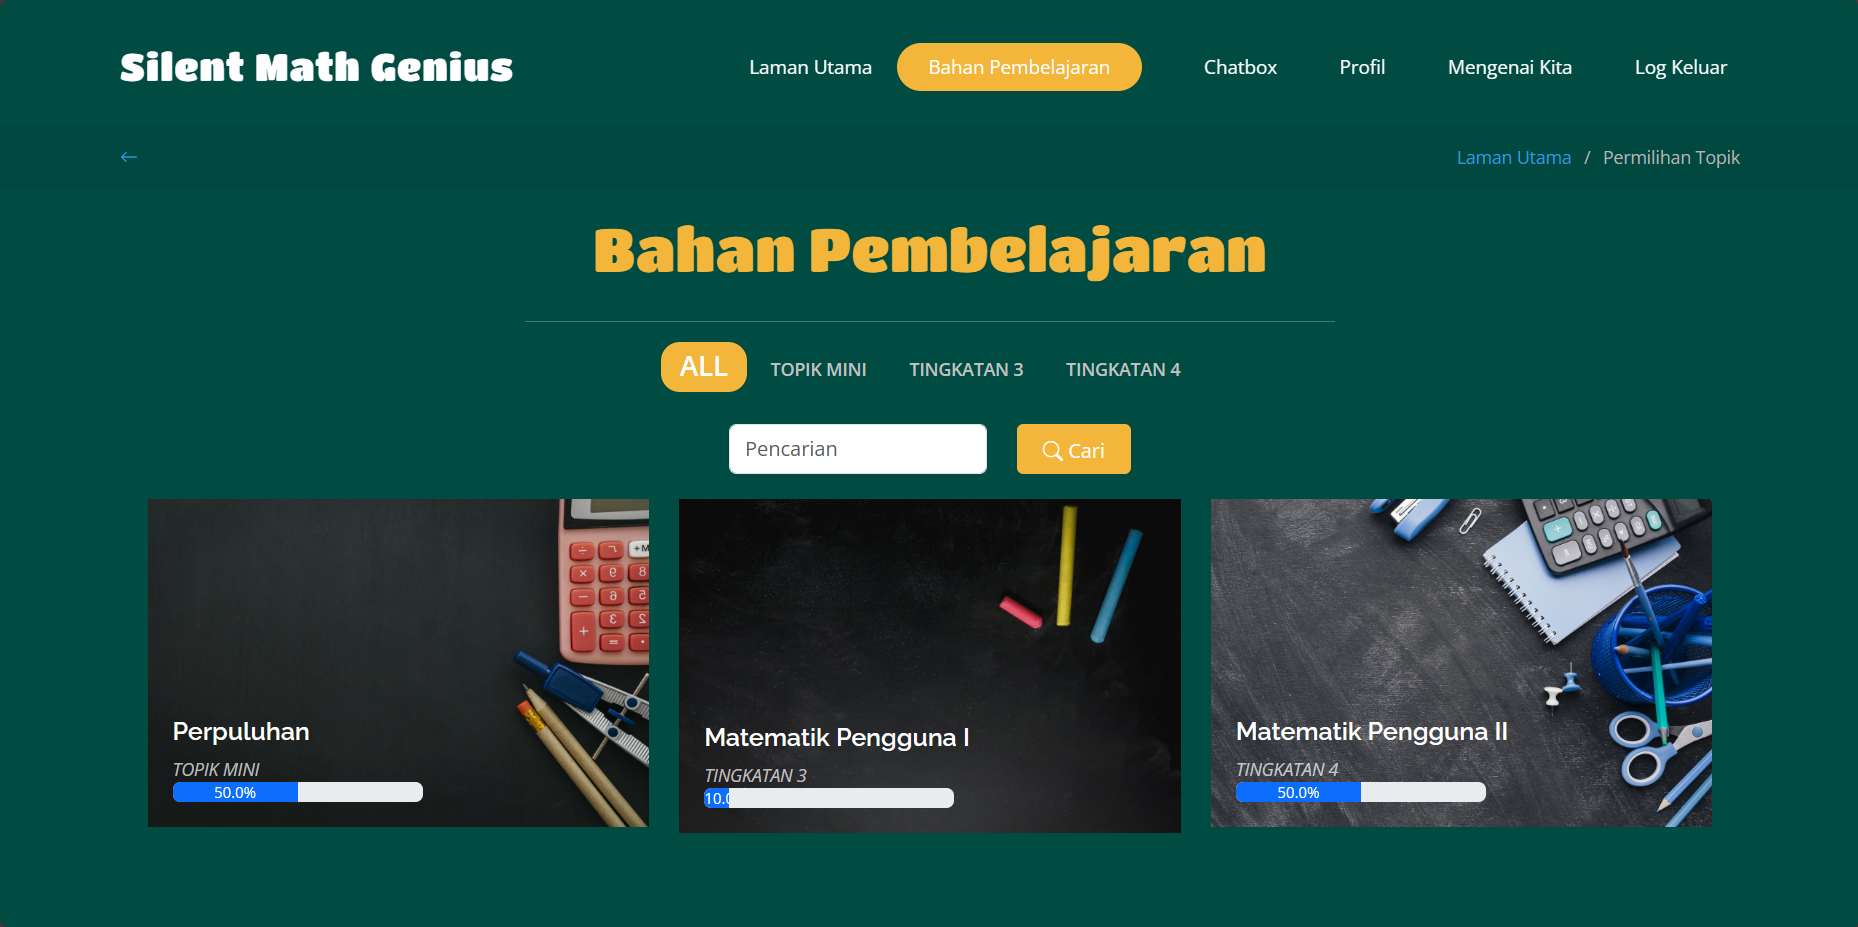 Silent Math Genius
Laman Utama Bahan Pembelajaran Chatbox Profil Mengenai Kita Log Keluar
← Laman Utama / Permilihan Topik
Bahan Pembelajaran
ALL TOPIK MINI TINGKATAN 3 TINGKATAN 4
Pencarian Cari
Perpuluhan
TOPIK MINI
50.0%
Matematik Pengguna I
TINGKATAN 3
10.0
Matematik Pengguna II
TINGKATAN 4
50.0%